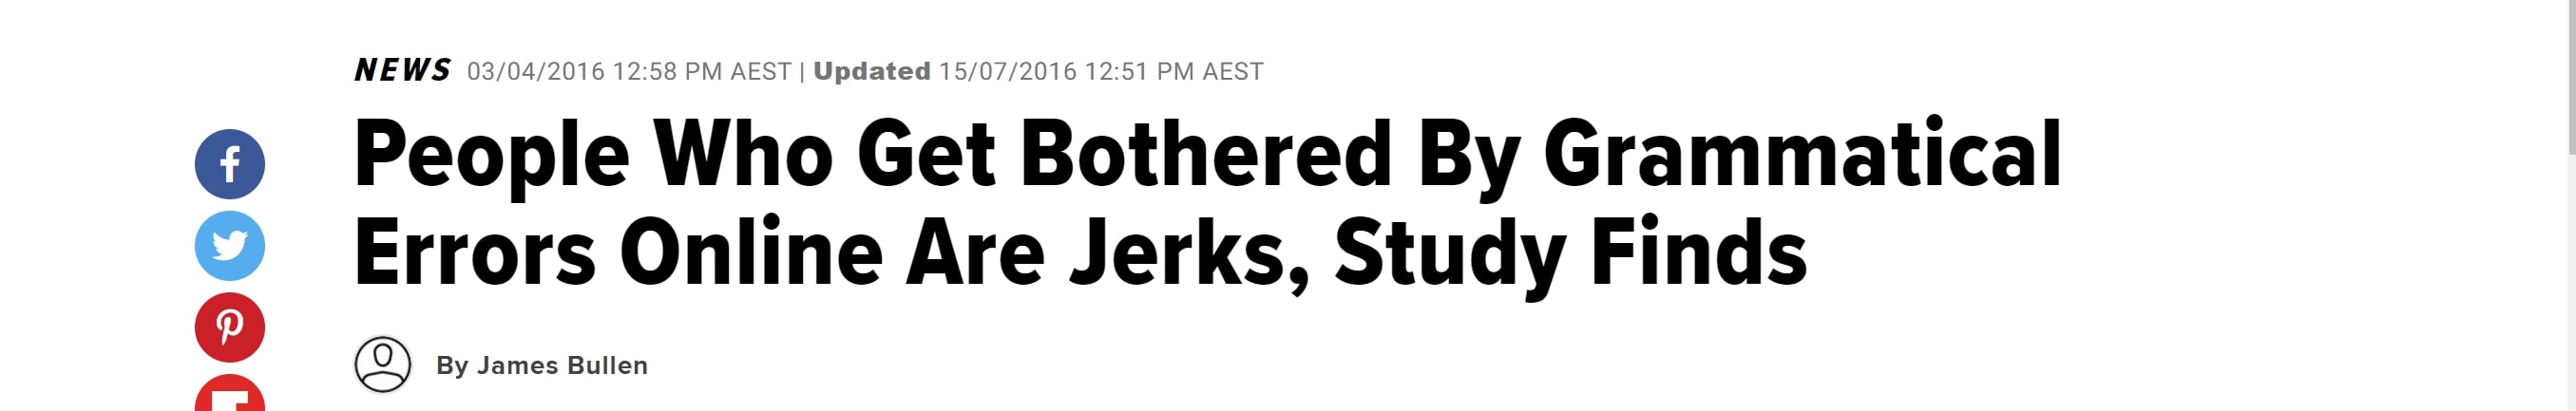 NEWS 03/04/2016 12:58 PM AEST | Updated 15/07/2016 12:51 PM AEST
People Who Get Bothered By Grammatical
Errors Online Are Jerks, Study Finds
By James Bullen